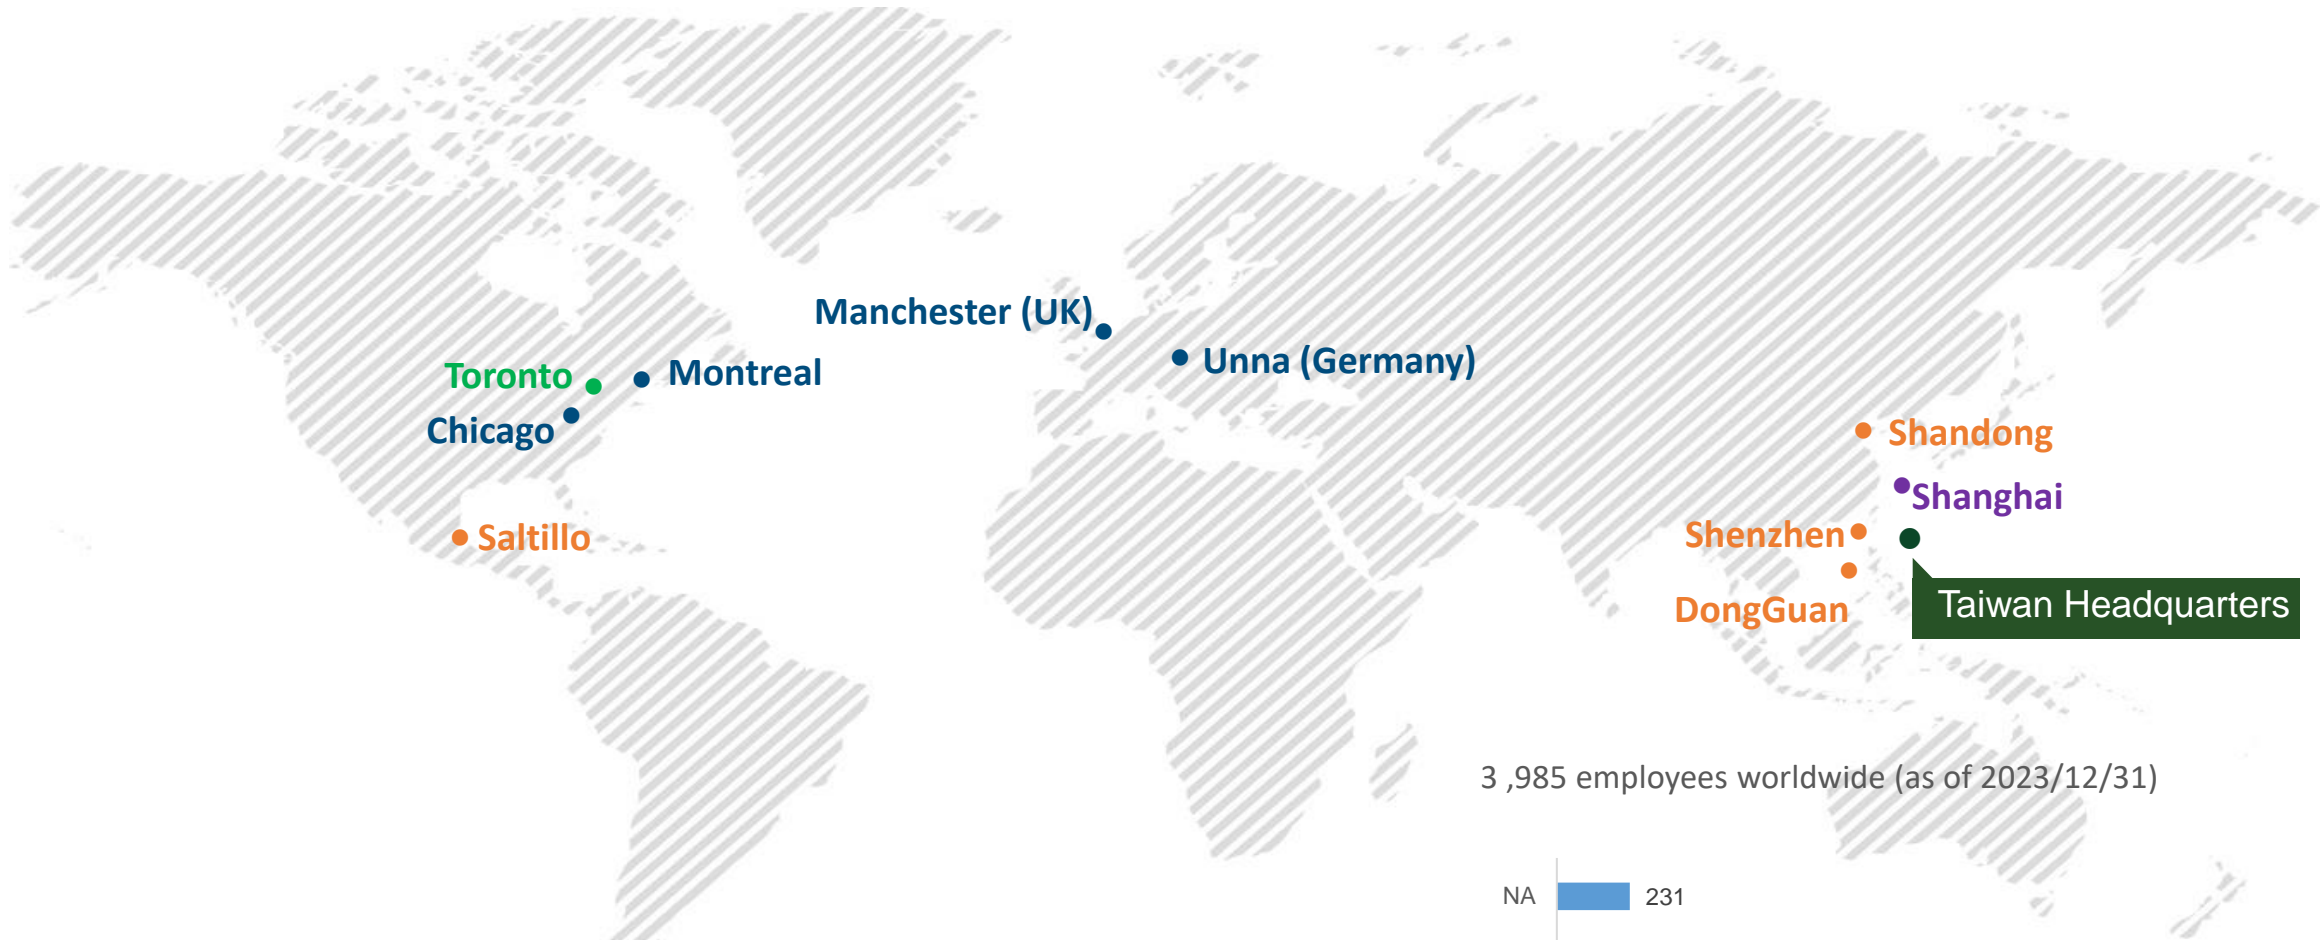 Manchester (UK)
Unna (Germany)
Toronto
Montreal
Chicago
Shandong
Shanghai
Saltillo
Shenzhen
DongGuan
Taiwan Headquarters
3 ,985 employees worldwide (as of 2023/12/31)
NA 231